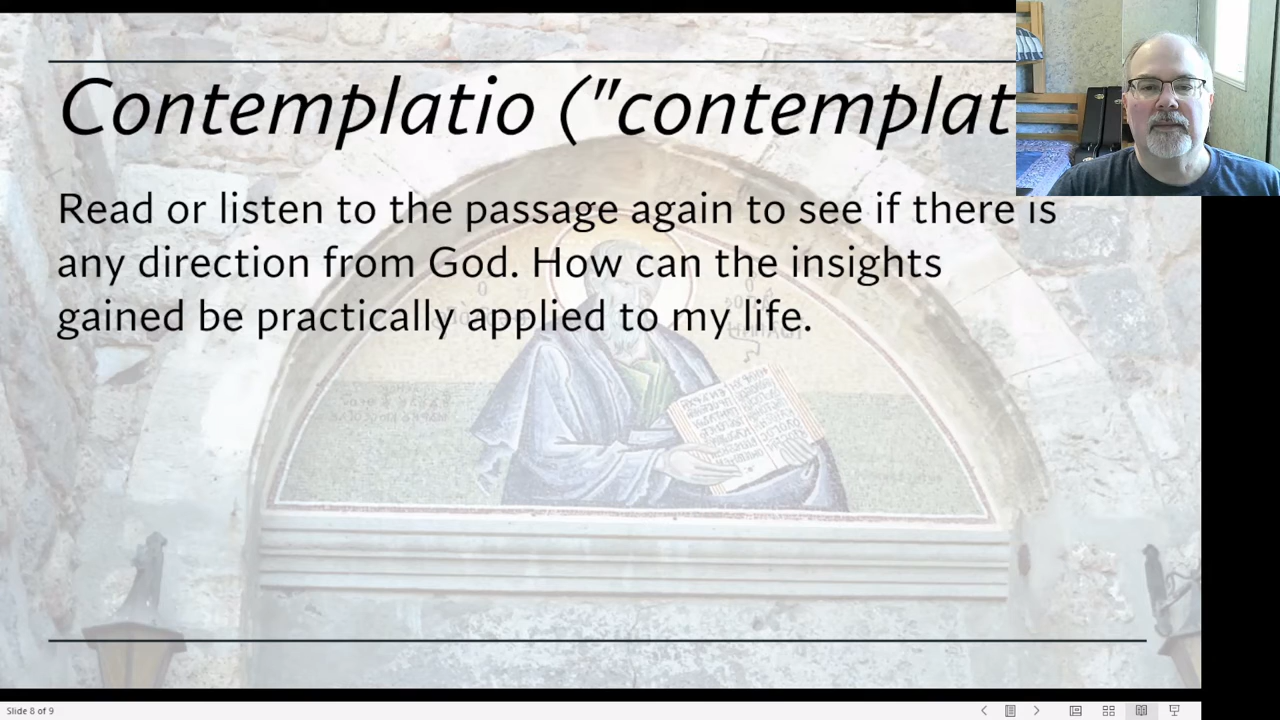 Contemplatio ("contemplat
Read or listen to the passage again to see if there is
any direction from God. How can the insights
gained be practically applied to my life.
Slide 8 of 9